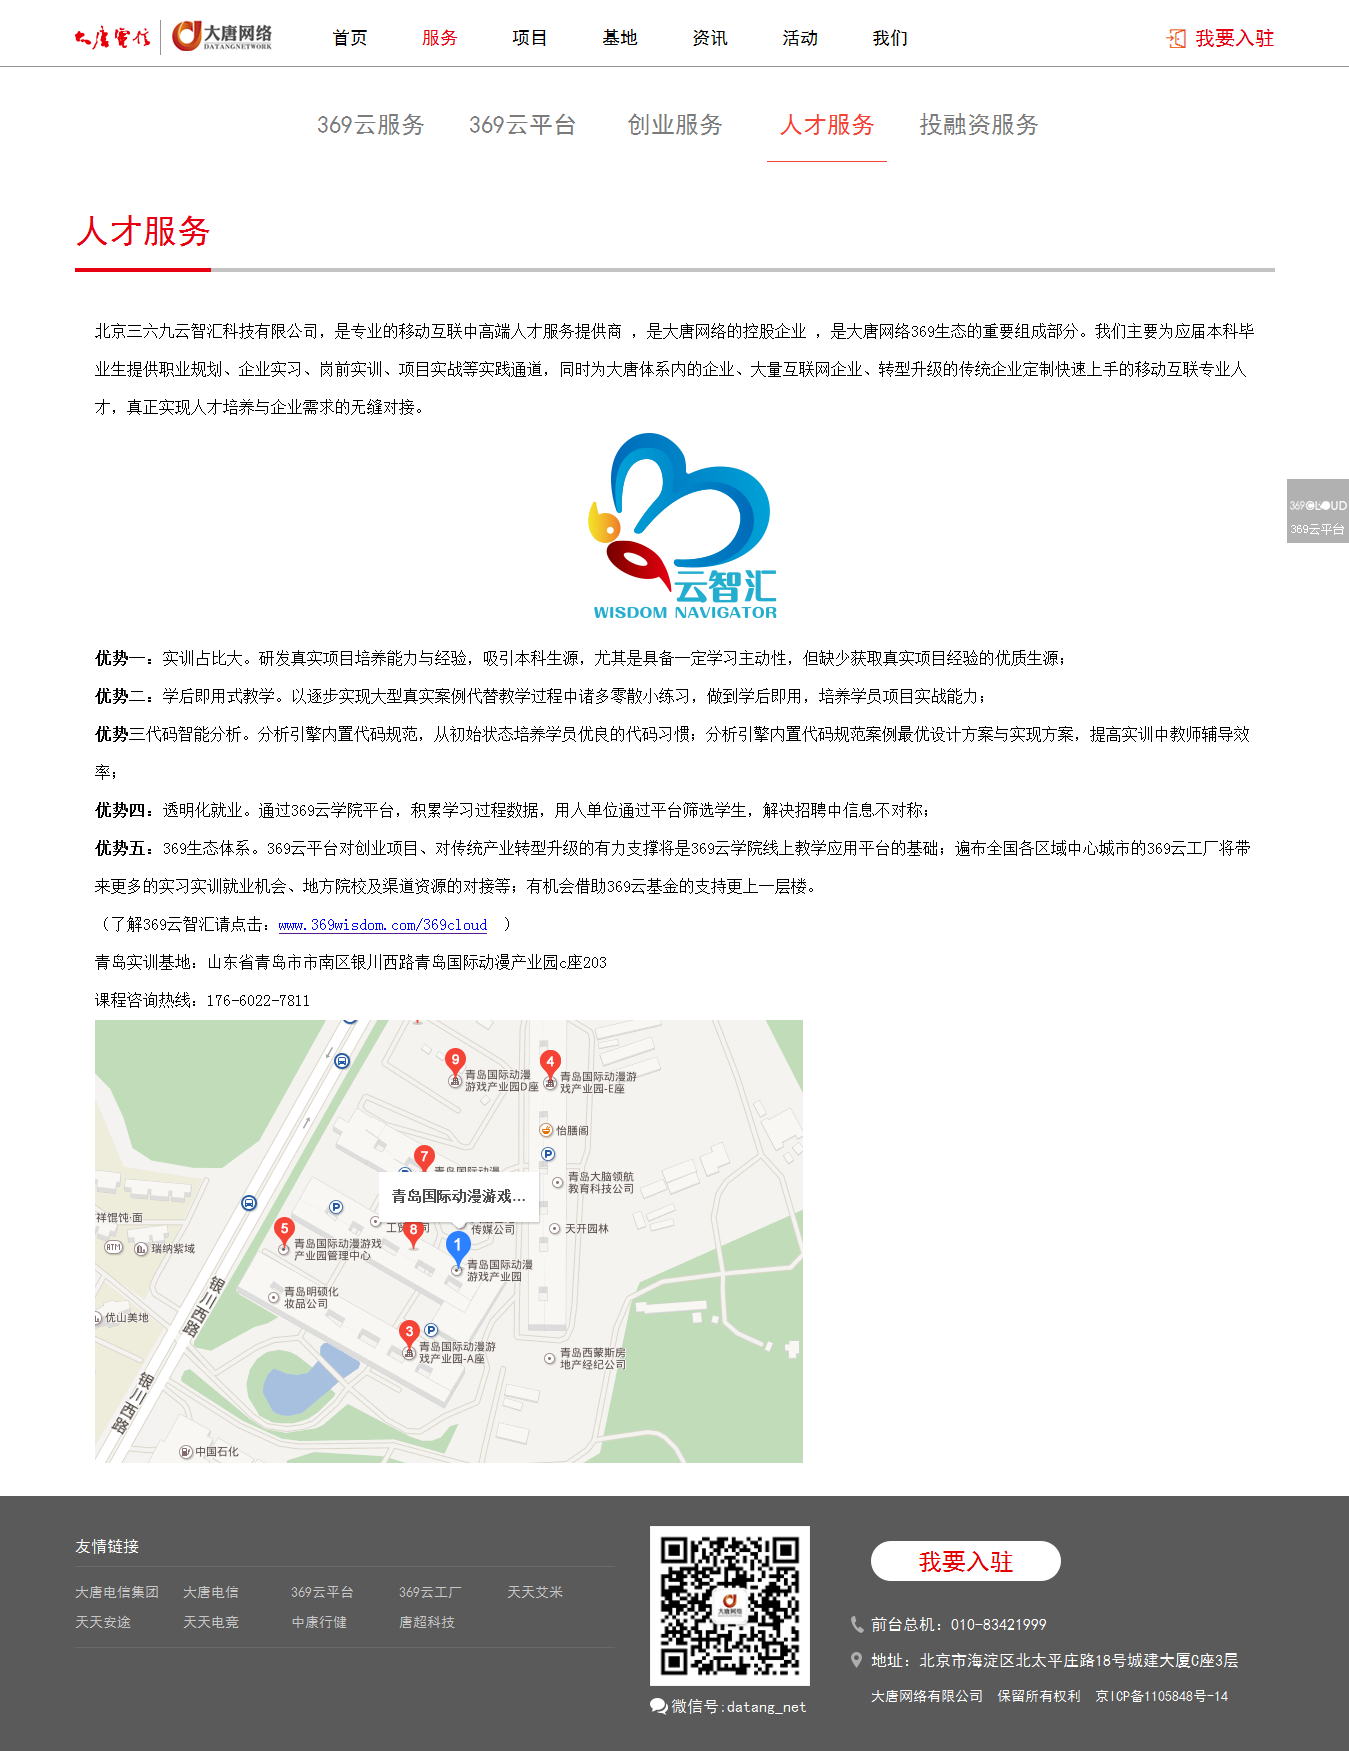 大唐电信 大唐网络 DATANGNETWORK
首页 服务 项目 基地 资讯 活动 我们 我要入驻
369云服务 369云平台 创业服务 人才服务 投融资服务
人才服务
北京三六九云智汇科技有限公司，是专业的移动互联中高端人才服务提供商 ，是大唐网络的控股企业 ，是大唐网络369生态的重要组成部分。我们主要为应届本科毕
业生提供职业规划、企业实习、岗前实训、项目实战等实践通道，同时为大唐体系内的企业、大量互联网企业、转型升级的传统企业定制快速上手的移动互联专业人
才，真正实现人才培养与企业需求的无缝对接。
369CLOUD
369云平台
云智汇
WISDOM NAVIGATOR
优势一：实训占比大。研发真实项目培养能力与经验，吸引本科生源，尤其是具备一定学习主动性，但缺少获取真实项目经验的优质生源；
优势二：学后即用式教学。以逐步实现大型真实案例代替教学过程中诸多零散小练习，做到学后即用，培养学员项目实战能力；
优势三代码智能分析。分析引擎内置代码规范，从初始状态培养学员优良的代码习惯；分析引擎内置代码规范案例最优设计方案与实现方案，提高实训中教师辅导效
率；
优势四：透明化就业。通过369云学院平台，积累学习过程数据，用人单位通过平台筛选学生，解决招聘中信息不对称；
优势五：369生态体系。369云平台对创业项目、对传统产业转型升级的有力支撑将是369云学院线上教学应用平台的基础；遍布全国各区域中心城市的369云工厂将带
来更多的实习实训就业机会、地方院校及渠道资源的对接等；有机会借助369云基金的支持更上一层楼。
（了解369云智汇请点击：www.369wisdom.com/369cloud ）
青岛实训基地：山东省青岛市市南区银川西路青岛国际动漫产业园c座203
课程咨询热线：176-6022-7811
9 青岛国际动漫
游戏产业园D座
4 青岛国际动漫游
戏产业园-E座
怡膳阁
P
7 青岛国际动漫
青岛大脑领航
教育科技公司
青岛国际动漫游戏...
P
祥馄饨·面
传媒公司
天开园林
5 8 1
ATM 瑞纳紫域
青岛国际动漫游戏
产业园管理中心
青岛国际动漫
游戏产业园
青岛明硕化
妆品公司
银川西路
优山美地
3 P
青岛国际动漫游
戏产业园-A座
青岛西蒙斯房
地产经纪公司
银川西路
中国石化
友情链接
大唐电信集团 大唐电信 369云平台 369云工厂 天天艾米
天天安途 天天电竞 中康行健 唐超科技
大唐网络
微信号:datang_net
我要入驻
前台总机：010-83421999
地址：北京市海淀区北太平庄路18号城建大厦C座3层
大唐网络有限公司 保留所有权利 京ICP备1105848号-14